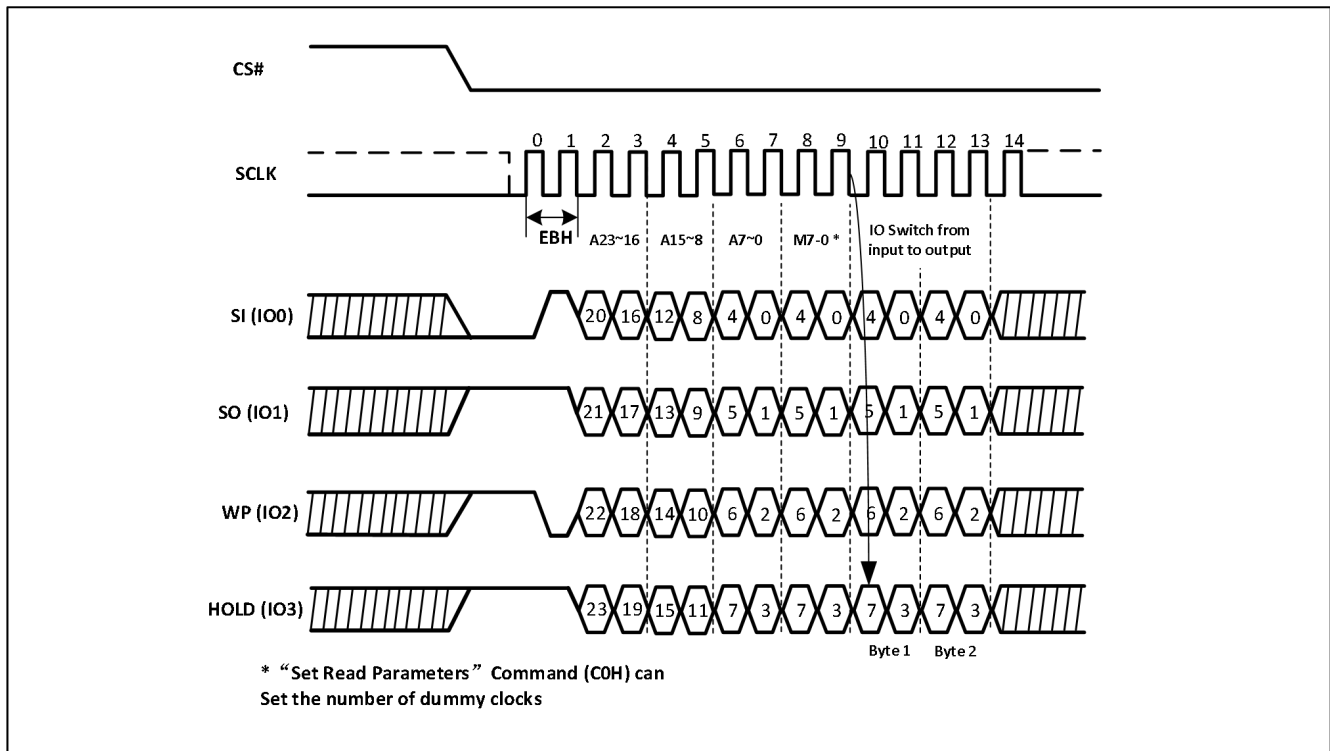 CS#
0 1 2 3 4 5 6 7 8 9 10 11 12 13 14
SCLK
EBH A23~16 A15~8 A7~0 M7-0 * IO Switch from
input to output
SI (IO0) 20 16 12 8 4 0 4 0 4 0 4 0
SO (IO1) 21 17 13 9 5 1 5 1 5 1 5 1
WP (IO2) 22 18 14 10 6 2 6 2 6 2 6 2
HOLD (IO3) 23 19 15 11 7 3 7 3 7 3 7 3
Byte 1 Byte 2
* “Set Read Parameters” Command (C0H) can
Set the number of dummy clocks